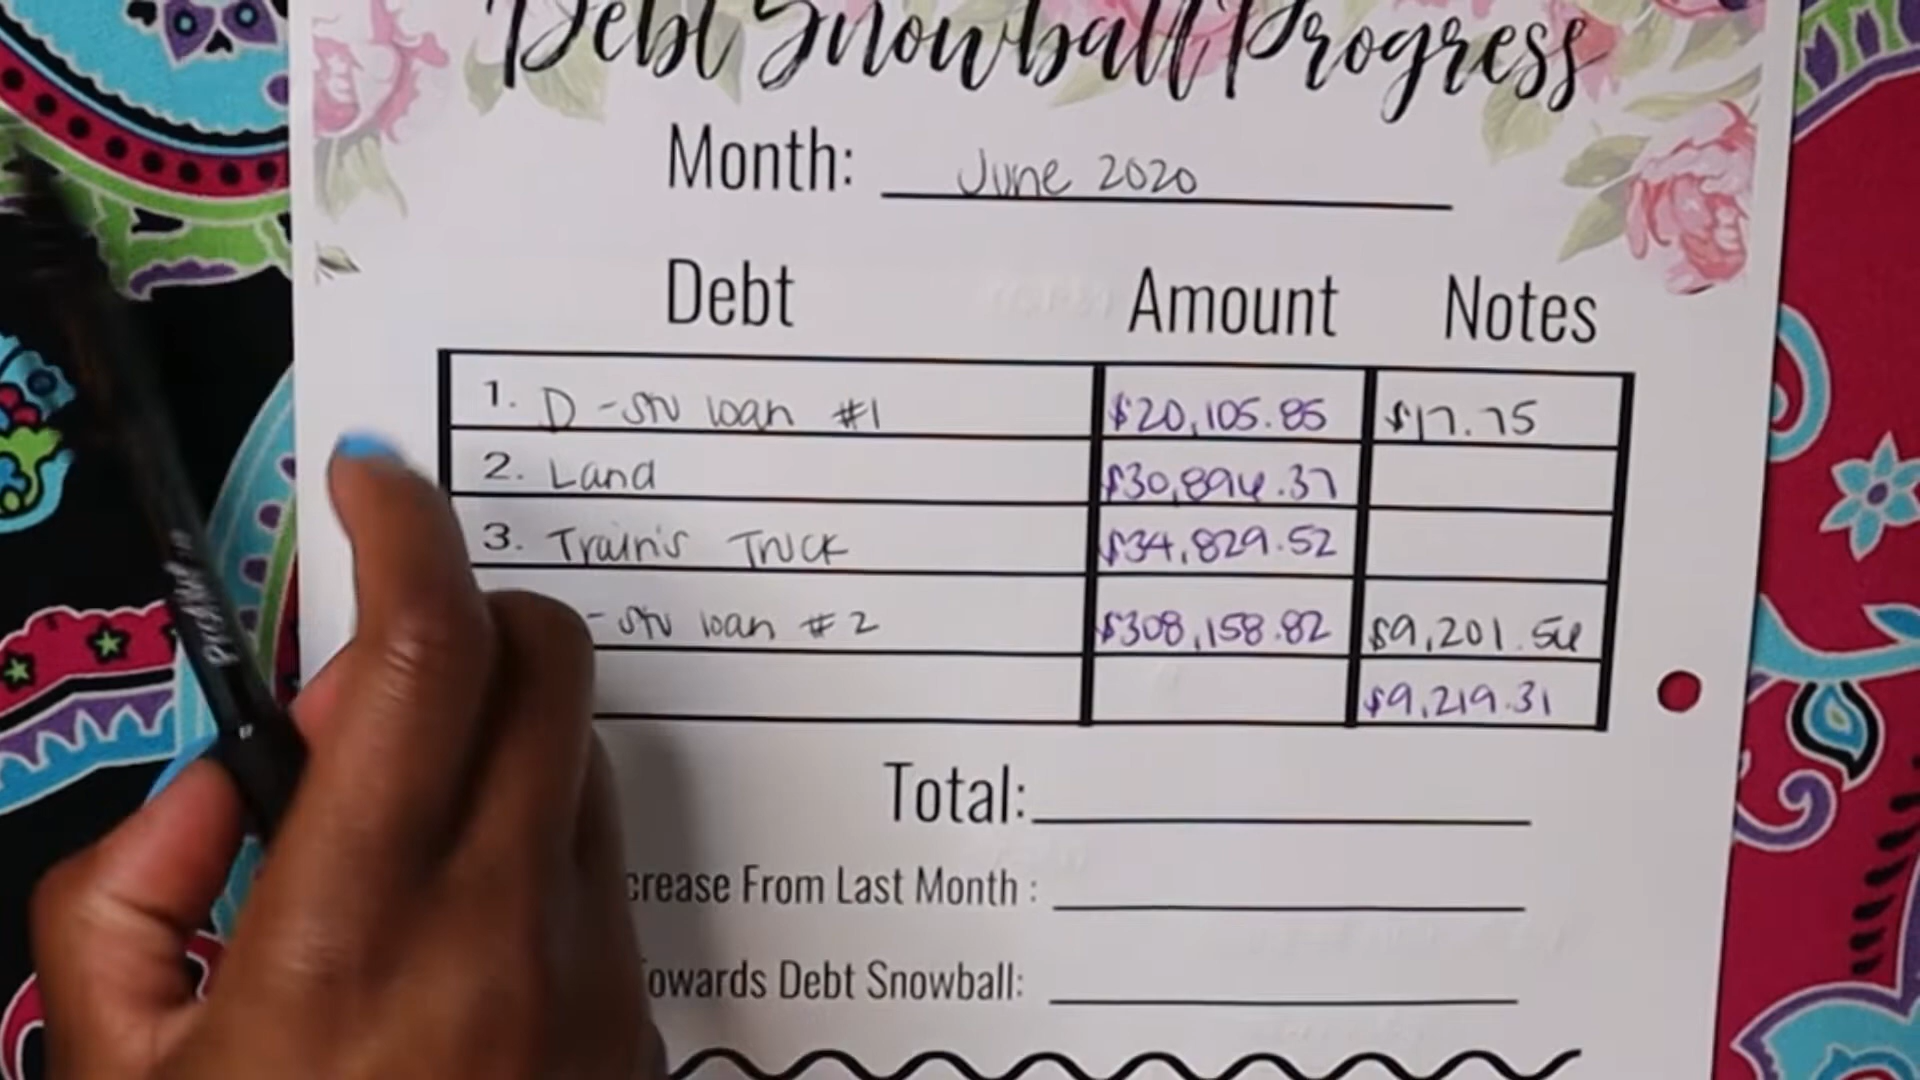 Debt Snowball Progress
Month: June 2020
Debt Amount Notes
1. D - stu loan #1 $20,105.85 $17.75
2. Land $30,894.37
3. Train's Truck $34,829.52
- stu loan #2 $308,158.82 $9,201.54
$9,219.31
Total:
crease From Last Month :
owards Debt Snowball: